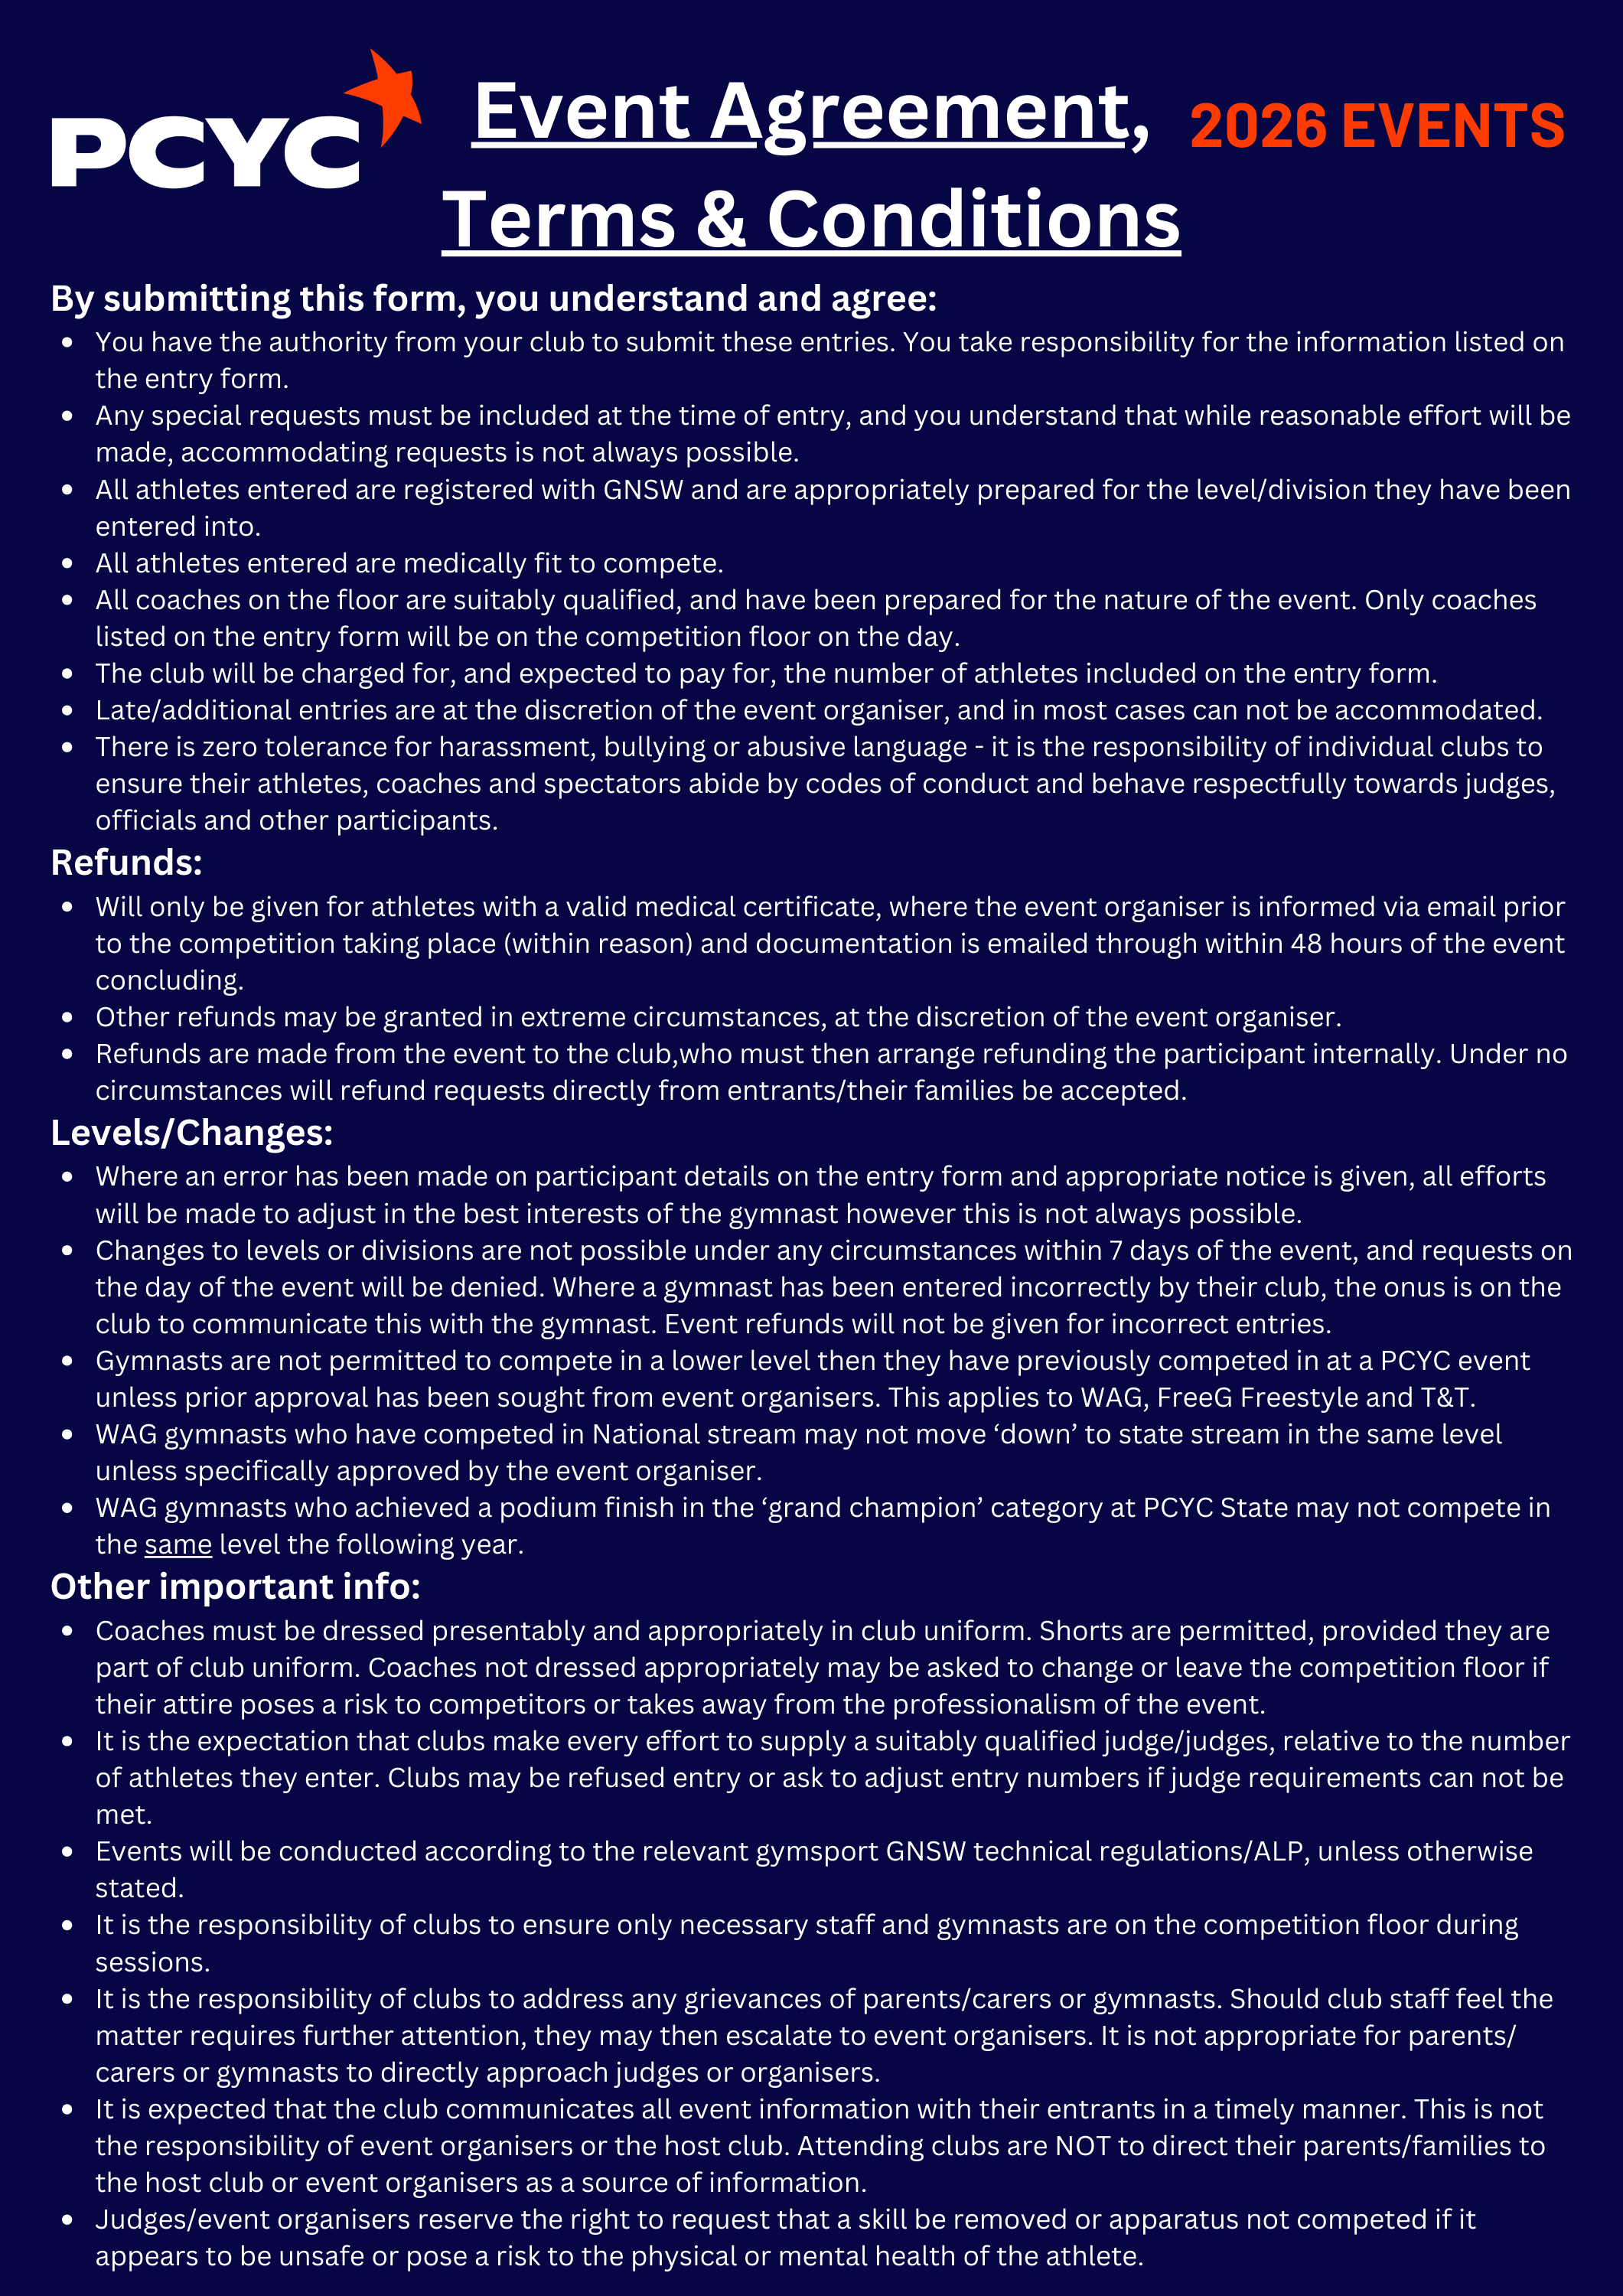 PCYC
Event Agreement,
2026 EVENTS
Terms & Conditions
By submitting this form, you understand and agree:
• You have the authority from your club to submit these entries. You take responsibility for the information listed on
the entry form.
• Any special requests must be included at the time of entry, and you understand that while reasonable effort will be
made, accommodating requests is not always possible.
• All athletes entered are registered with GNSW and are appropriately prepared for the level/division they have been
entered into.
• All athletes entered are medically fit to compete.
• All coaches on the floor are suitably qualified, and have been prepared for the nature of the event. Only coaches
listed on the entry form will be on the competition floor on the day.
• The club will be charged for, and expected to pay for, the number of athletes included on the entry form.
• Late/additional entries are at the discretion of the event organiser, and in most cases can not be accommodated.
• There is zero tolerance for harassment, bullying or abusive language - it is the responsibility of individual clubs to
ensure their athletes, coaches and spectators abide by codes of conduct and behave respectfully towards judges,
officials and other participants.
Refunds:
• Will only be given for athletes with a valid medical certificate, where the event organiser is informed via email prior
to the competition taking place (within reason) and documentation is emailed through within 48 hours of the event
concluding.
• Other refunds may be granted in extreme circumstances, at the discretion of the event organiser.
• Refunds are made from the event to the club,who must then arrange refunding the participant internally. Under no
circumstances will refund requests directly from entrants/their families be accepted.
Levels/Changes:
• Where an error has been made on participant details on the entry form and appropriate notice is given, all efforts
will be made to adjust in the best interests of the gymnast however this is not always possible.
• Changes to levels or divisions are not possible under any circumstances within 7 days of the event, and requests on
the day of the event will be denied. Where a gymnast has been entered incorrectly by their club, the onus is on the
club to communicate this with the gymnast. Event refunds will not be given for incorrect entries.
• Gymnasts are not permitted to compete in a lower level then they have previously competed in at a PCYC event
unless prior approval has been sought from event organisers. This applies to WAG, FreeG Freestyle and T&T.
• WAG gymnasts who have competed in National stream may not move ‘down’ to state stream in the same level
unless specifically approved by the event organiser.
• WAG gymnasts who achieved a podium finish in the ‘grand champion’ category at PCYC State may not compete in
the same level the following year.
Other important info:
• Coaches must be dressed presentably and appropriately in club uniform. Shorts are permitted, provided they are
part of club uniform. Coaches not dressed appropriately may be asked to change or leave the competition floor if
their attire poses a risk to competitors or takes away from the professionalism of the event.
• It is the expectation that clubs make every effort to supply a suitably qualified judge/judges, relative to the number
of athletes they enter. Clubs may be refused entry or ask to adjust entry numbers if judge requirements can not be
met.
• Events will be conducted according to the relevant gymsport GNSW technical regulations/ALP, unless otherwise
stated.
• It is the responsibility of clubs to ensure only necessary staff and gymnasts are on the competition floor during
sessions.
• It is the responsibility of clubs to address any grievances of parents/carers or gymnasts. Should club staff feel the
matter requires further attention, they may then escalate to event organisers. It is not appropriate for parents/
carers or gymnasts to directly approach judges or organisers.
• It is expected that the club communicates all event information with their entrants in a timely manner. This is not
the responsibility of event organisers or the host club. Attending clubs are NOT to direct their parents/families to
the host club or event organisers as a source of information.
• Judges/event organisers reserve the right to request that a skill be removed or apparatus not competed if it
appears to be unsafe or pose a risk to the physical or mental health of the athlete.